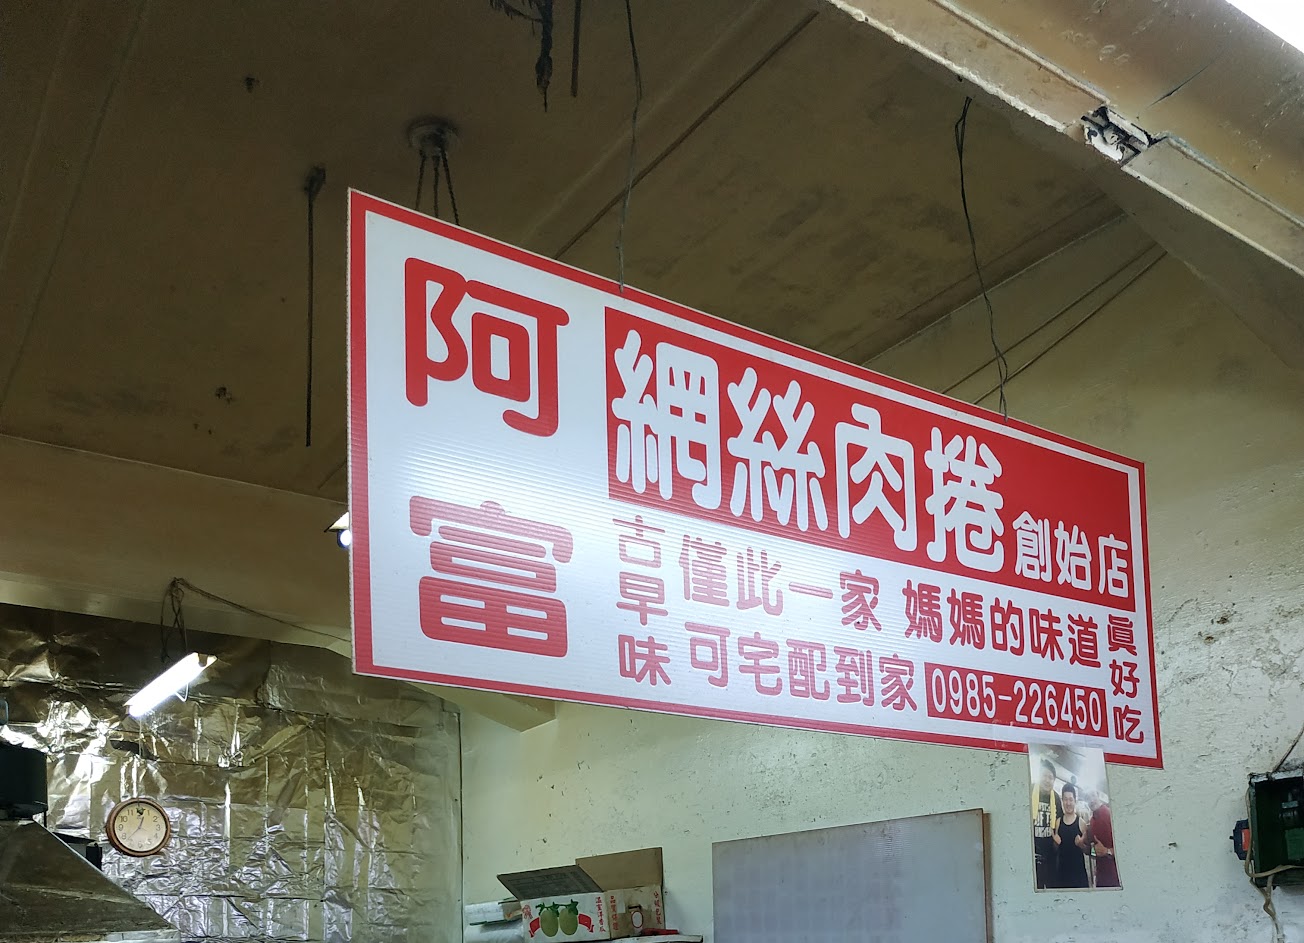 阿富
網絲肉捲創始店
古早味
僅此一家 媽媽的味道
可宅配到家
0985-226450
眞好吃